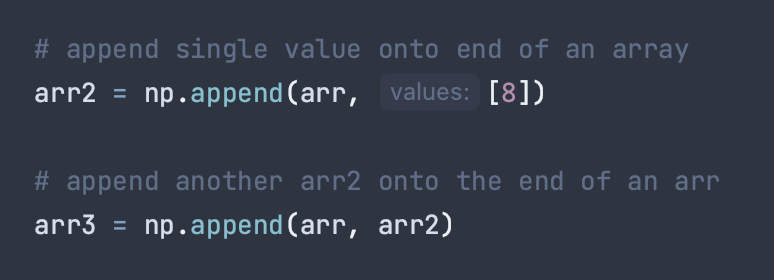 # append single value onto end of an array
arr2 = np.append(arr, values: [8])
# append another arr2 onto the end of an arr
arr3 = np.append(arr, arr2)